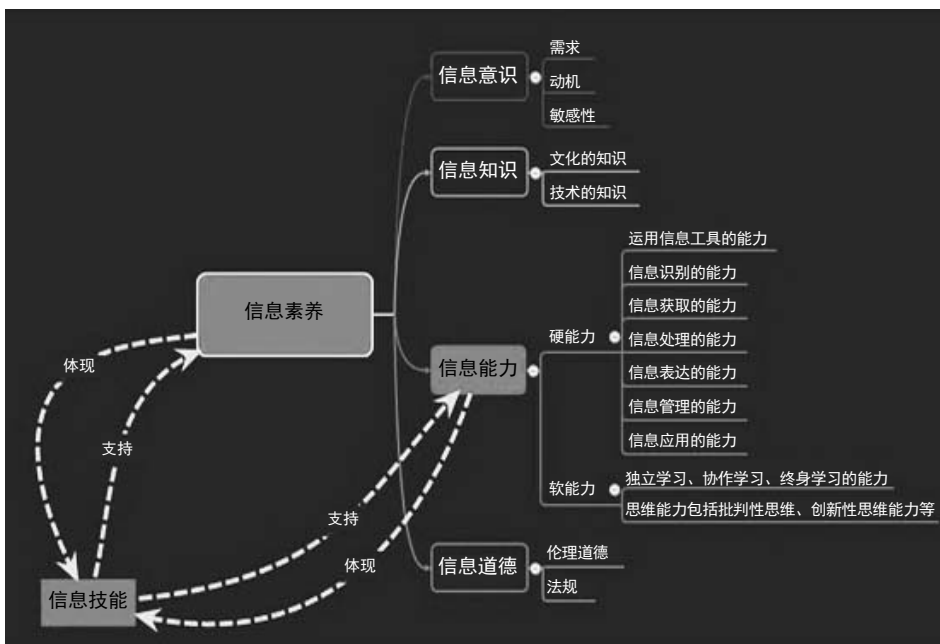 信息意识
需求
动机
敏感性
信息知识
文化的知识
技术的知识
信息素养
信息能力
硬能力
运用信息工具的能力
信息识别的能力
信息获取的能力
信息处理的能力
信息表达的能力
信息管理的能力
信息应用的能力
软能力
独立学习、协作学习、终身学习的能力
思维能力包括批判性思维、创新性思维能力等
信息道德
伦理道德
法规
体现
支持
支持
体现
信息技能